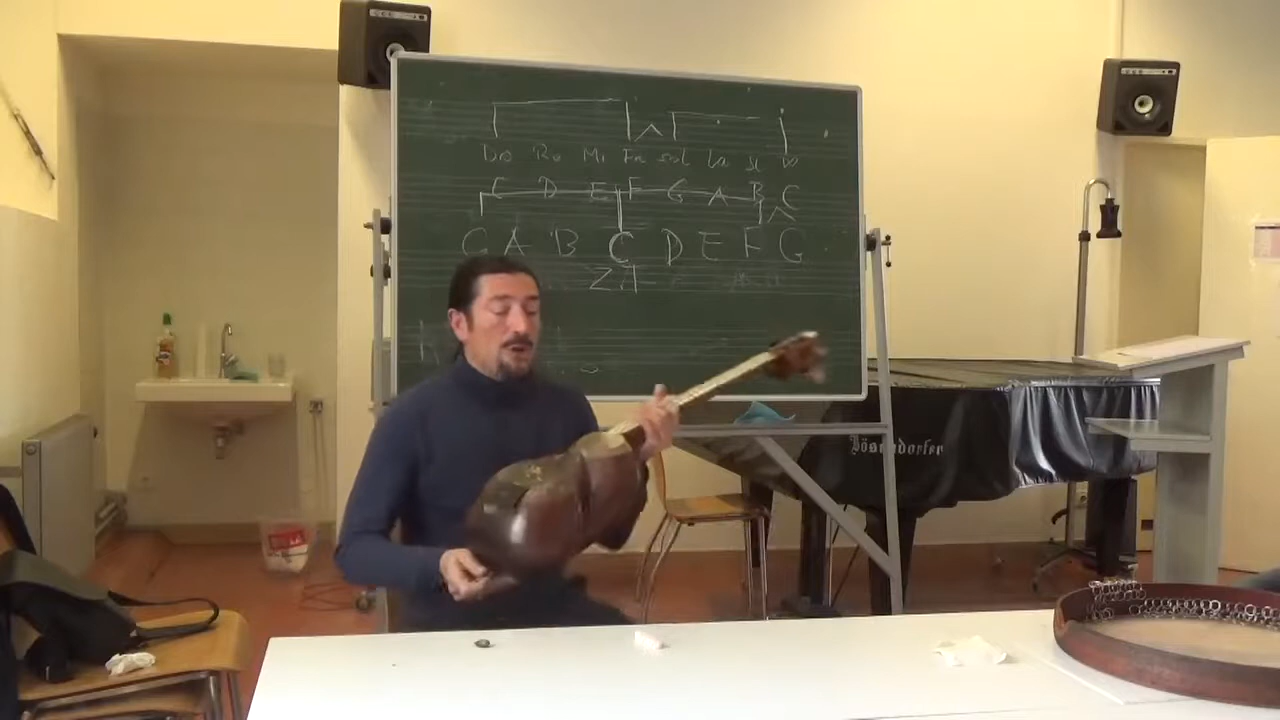 Do Re Mi Fa sol la si Do
C D E F G A B C
G A B C D E F G
Bösendorfer